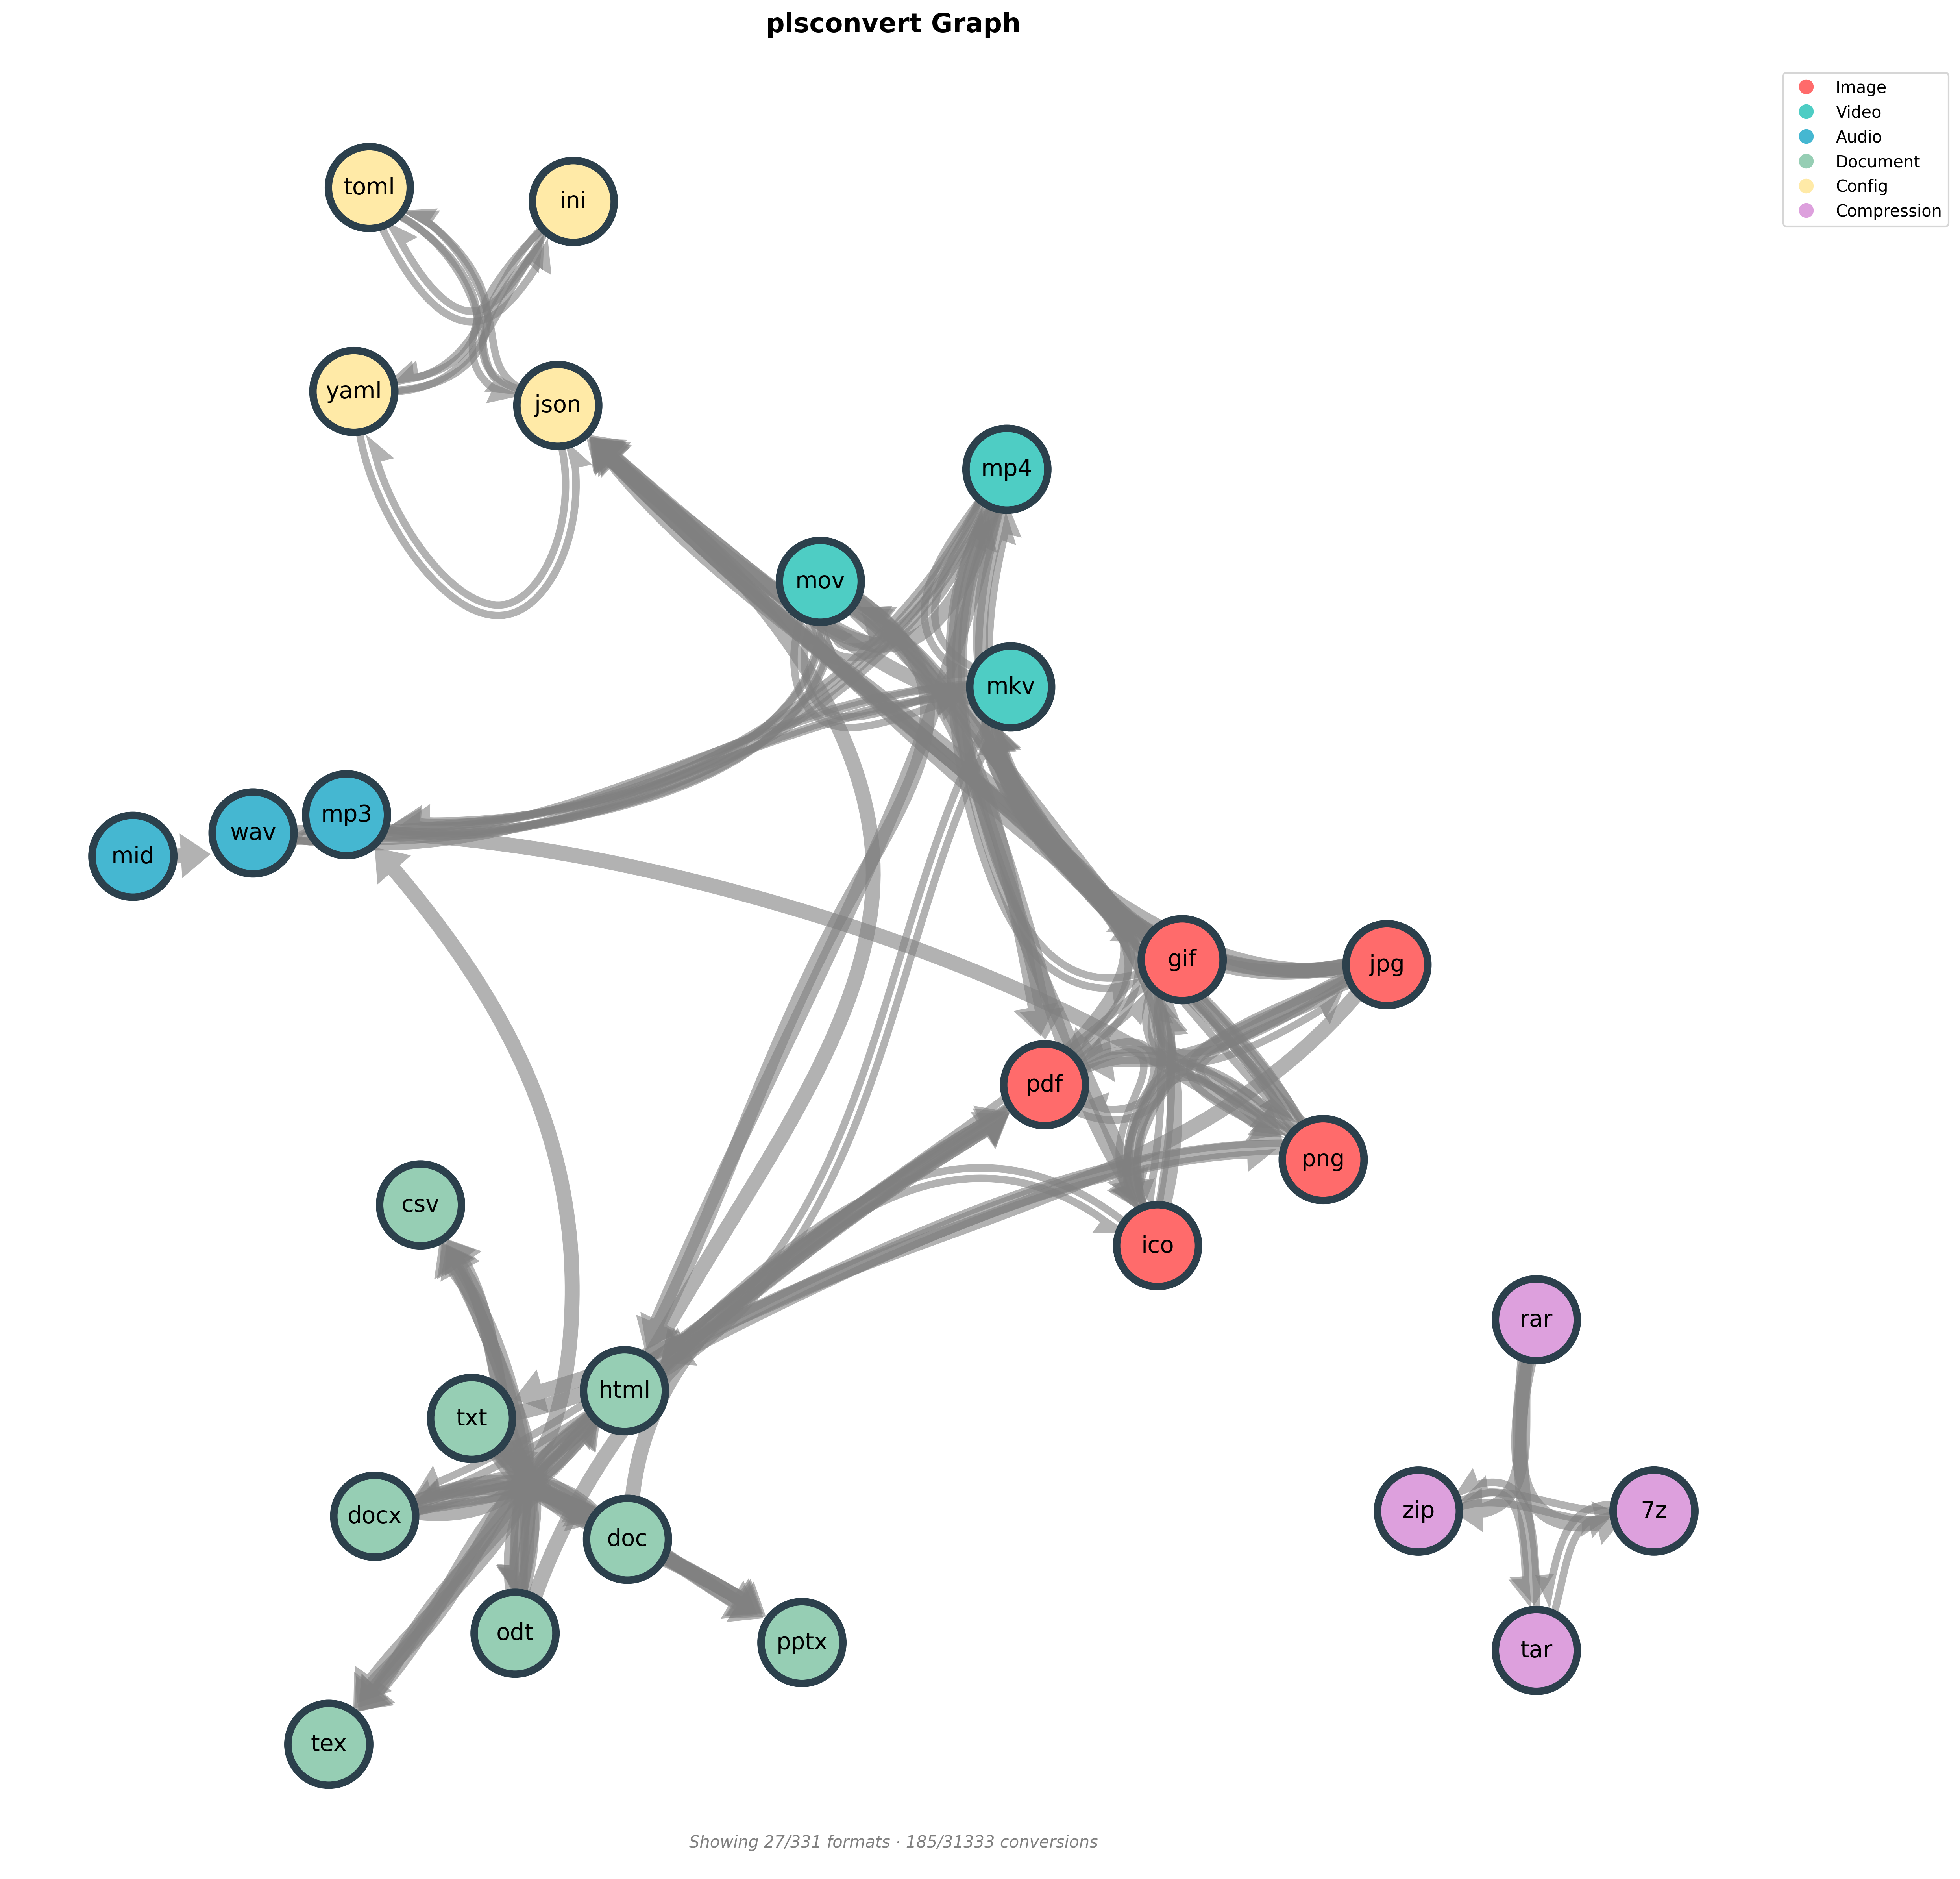 plsconvert Graph
Image
Video
Audio
Document
Config
Compression
toml
ini
yaml
json
mp4
mov
mkv
mp3
wav
mid
gif
jpg
pdf
png
csv
ico
rar
html
txt
zip
7z
docx
doc
odt
pptx
tar
tex
Showing 27/331 formats · 185/31333 conversions